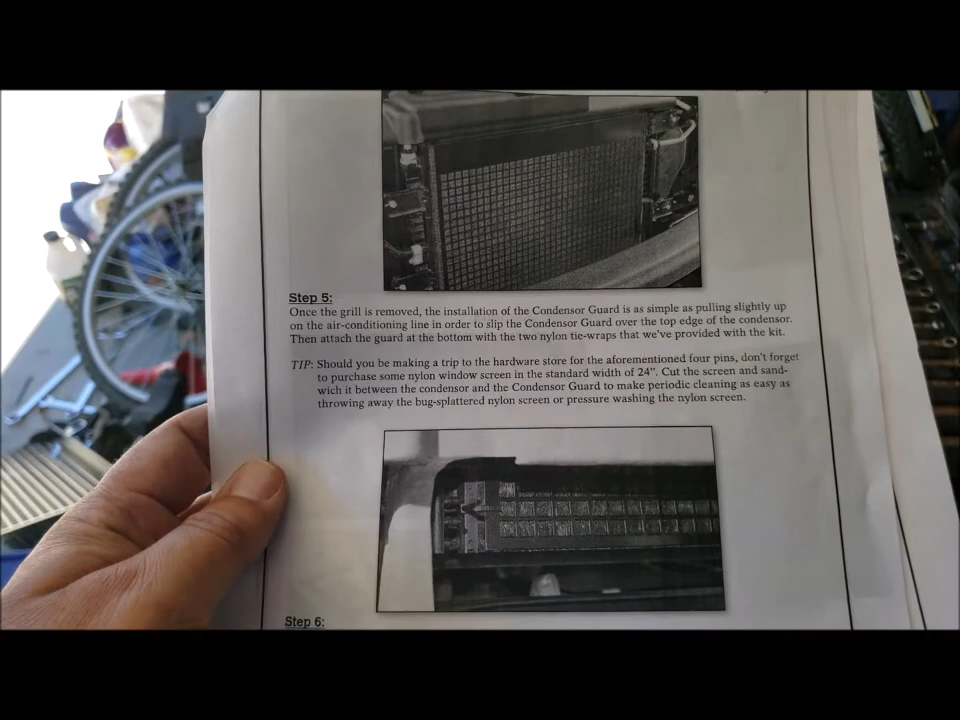 Step 5:
Once the grill is removed, the installation of the Condensor Guard is as simple as pulling slightly up
on the air-conditioning line in order to slip the Condensor Guard over the top edge of the condensor.
Then attach the guard at the bottom with the two nylon tie-wraps that we've provided with the kit.
TIP: Should you be making a trip to the hardware store for the aforementioned four pins, don't forget
to purchase some nylon window screen in the standard width of 24". Cut the screen and sand-
wich it between the condensor and the Condensor Guard to make periodic cleaning as easy as
throwing away the bug-splattered nylon screen or pressure washing the nylon screen.
Step 6: